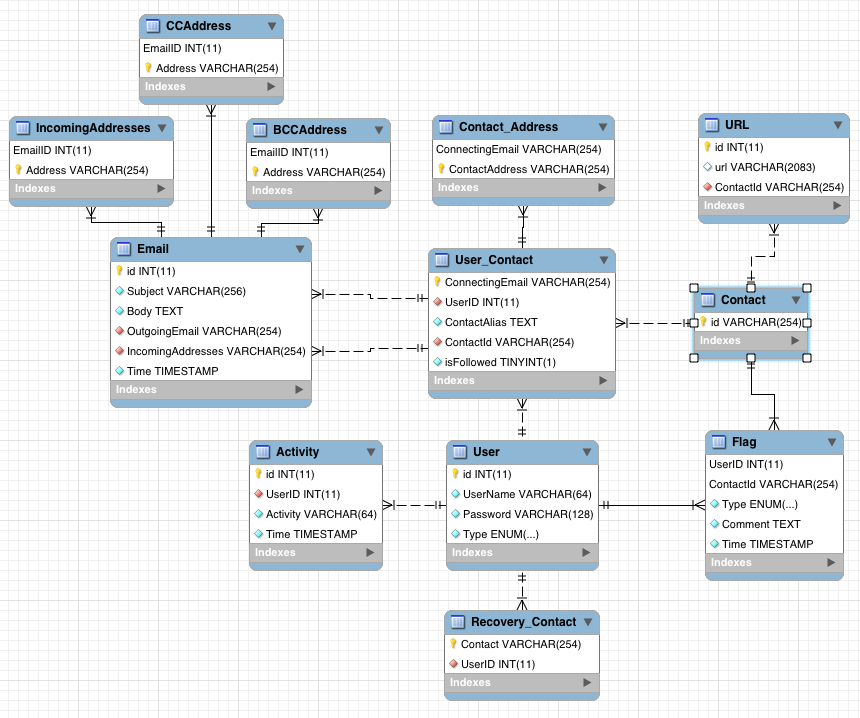 CCAddress
EmailID INT(11)
Address VARCHAR(254)
Indexes
IncomingAddresses
EmailID INT(11)
Address VARCHAR(254)
Indexes
BCCAddress
EmailID INT(11)
Address VARCHAR(254)
Indexes
Contact_Address
ConnectingEmail VARCHAR(254)
ContactAddress VARCHAR(254)
Indexes
URL
id INT(11)
url VARCHAR(2083)
ContactId VARCHAR(254)
Indexes
Email
id INT(11)
Subject VARCHAR(256)
Body TEXT
OutgoingEmail VARCHAR(254)
IncomingAddresses VARCHAR(254)
Time TIMESTAMP
Indexes
User_Contact
ConnectingEmail VARCHAR(254)
UserID INT(11)
ContactAlias TEXT
ContactId VARCHAR(254)
isFollowed TINYINT(1)
Indexes
Contact
id VARCHAR(254)
Indexes
Activity
id INT(11)
UserID INT(11)
Activity VARCHAR(64)
Time TIMESTAMP
Indexes
User
id INT(11)
UserName VARCHAR(64)
Password VARCHAR(128)
Type ENUM(...)
Indexes
Flag
UserID INT(11)
ContactId VARCHAR(254)
Type ENUM(...)
Comment TEXT
Time TIMESTAMP
Indexes
Recovery_Contact
Contact VARCHAR(254)
UserID INT(11)
Indexes